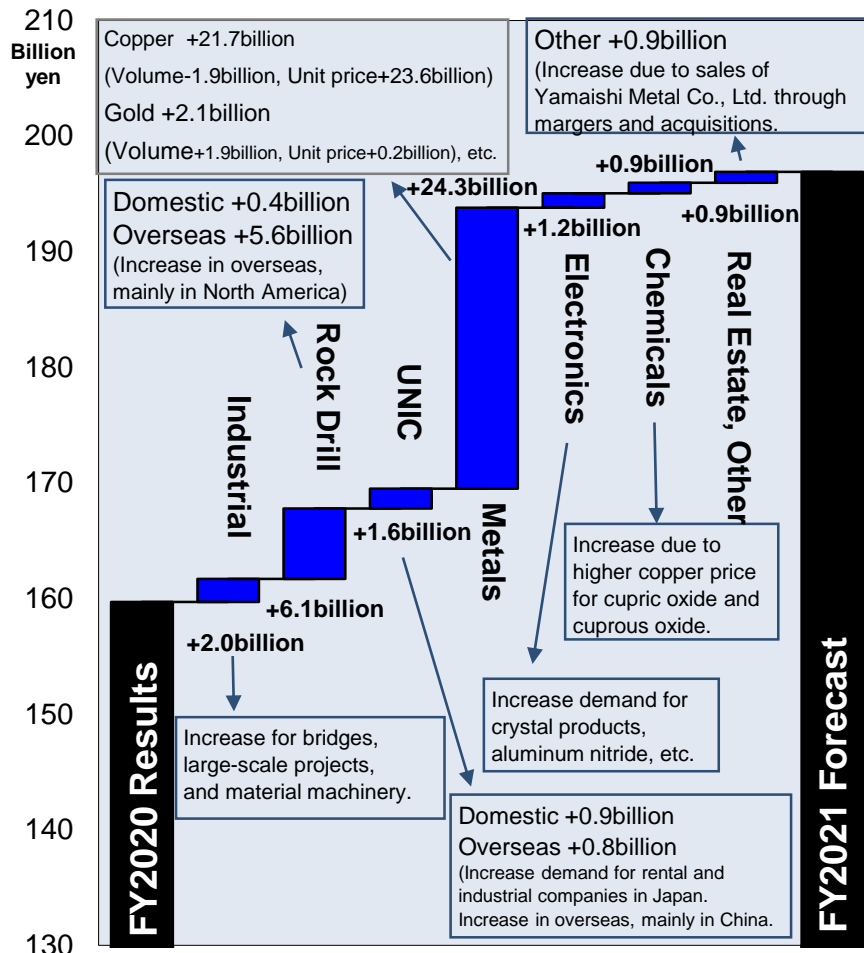 210
Billion
yen
200
190
180
170
160
150
140
130
Copper +21.7billion
(Volume-1.9billion, Unit price+23.6billion)
Gold +2.1billion
(Volume+1.9billion, Unit price+0.2billion), etc.
Other +0.9billion
(Increase due to sales of
Yamaishi Metal Co., Ltd. through
margers and acquisitions.
Domestic +0.4billion
Overseas +5.6billion
(Increase in overseas,
mainly in North America)
+24.3billion
+0.9billion
+1.2billion
+0.9billion
Industrial
Rock Drill
UNIC
Metals
Electronics
Chemicals
Real Estate, Other
+1.6billion
+6.1billion
+2.0billion
Increase due to
higher copper price
for cupric oxide and
cuprous oxide.
Increase demand for
crystal products,
aluminum nitride, etc.
Increase for bridges,
large-scale projects,
and material machinery.
Domestic +0.9billion
Overseas +0.8billion
(Increase demand for rental and
industrial companies in Japan.
Increase in overseas, mainly in China.
FY2020 Results
FY2021 Forecast